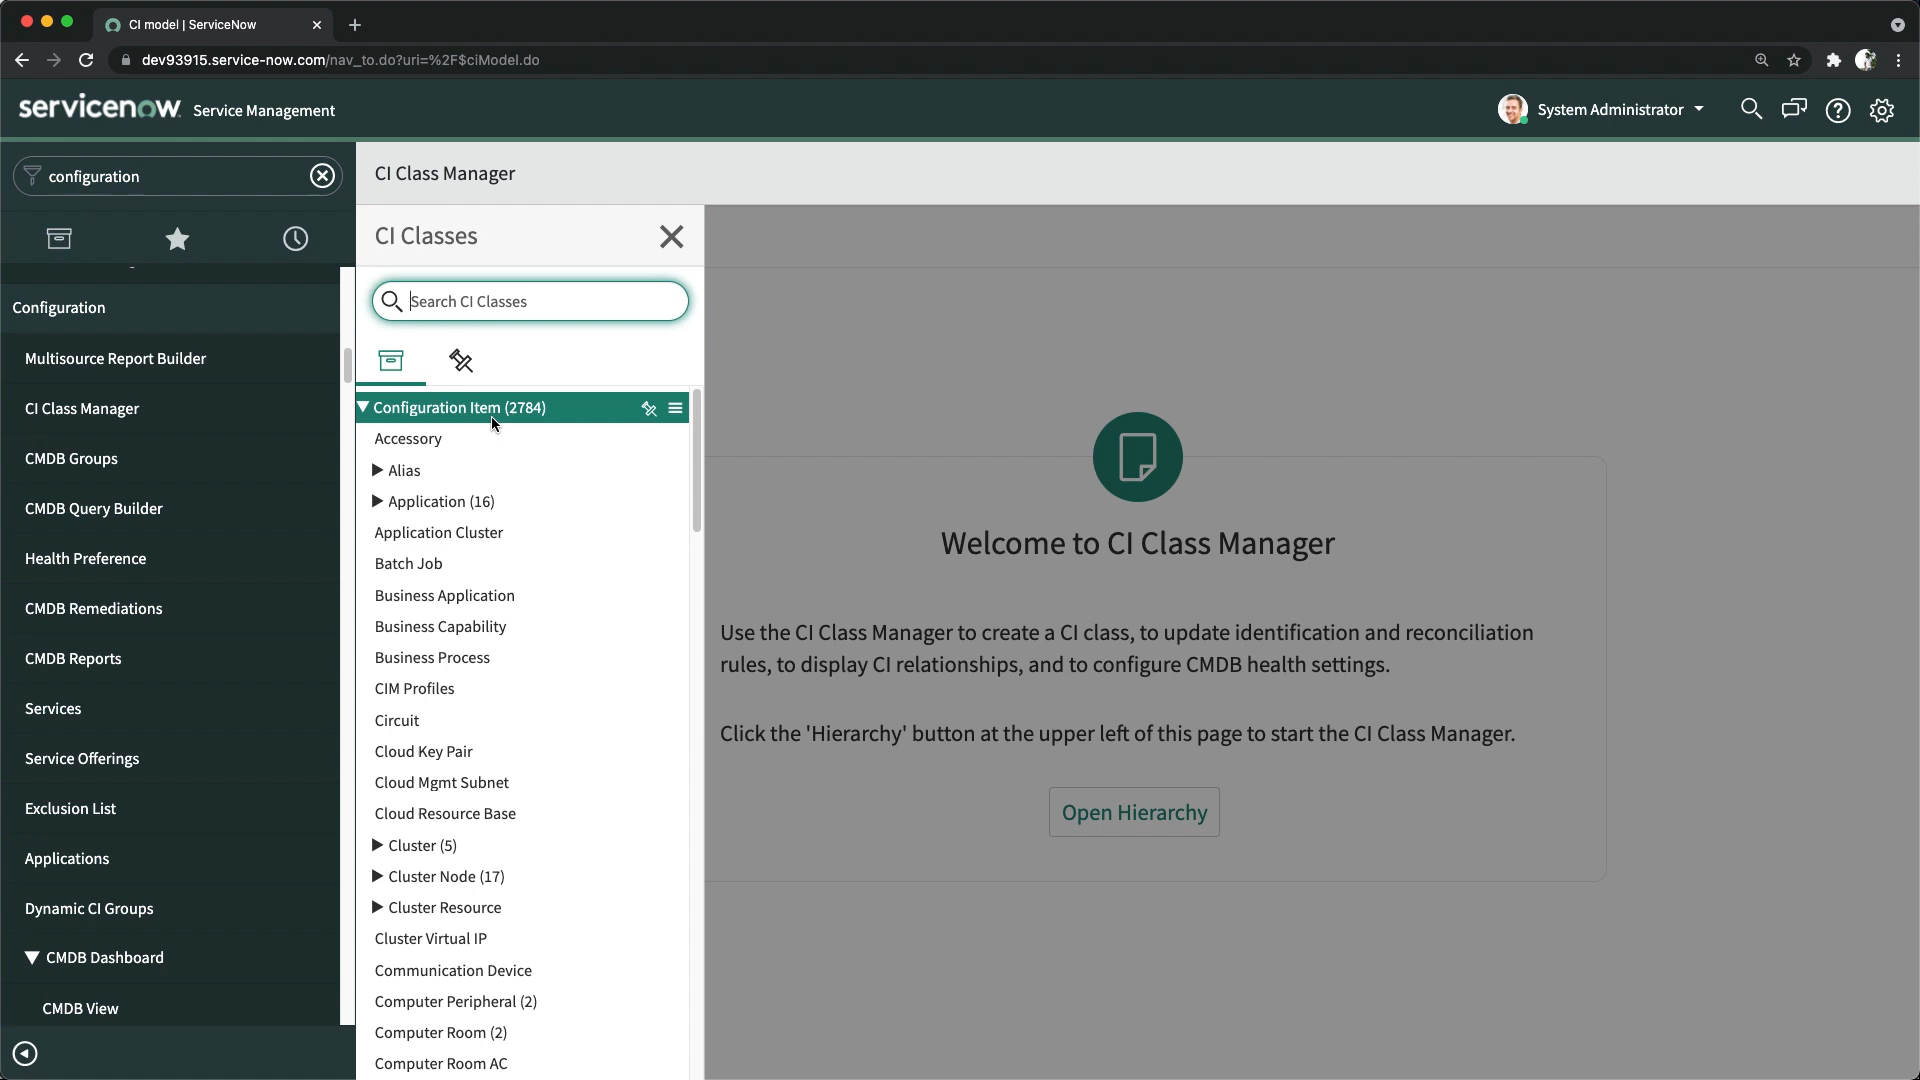 CI model | ServiceNow
dev93915.service-now.com/nav_to.do?uri=%2F$ciModel.do
servicenow. Service Management
System Administrator
configuration
Configuration
Multisource Report Builder
CI Class Manager
CMDB Groups
CMDB Query Builder
Health Preference
CMDB Remediations
CMDB Reports
Services
Service Offerings
Exclusion List
Applications
Dynamic CI Groups
CMDB Dashboard
CMDB View
CI Class Manager
CI Classes
Search CI Classes
Configuration Item (2784)
Accessory
Alias
Application (16)
Application Cluster
Batch Job
Business Application
Business Capability
Business Process
CIM Profiles
Circuit
Cloud Key Pair
Cloud Mgmt Subnet
Cloud Resource Base
Cluster (5)
Cluster Node (17)
Cluster Resource
Cluster Virtual IP
Communication Device
Computer Peripheral (2)
Computer Room (2)
Computer Room AC
Welcome to CI Class Manager
Use the CI Class Manager to create a CI class, to update identification and reconciliation
rules, to display CI relationships, and to configure CMDB health settings.
Click the 'Hierarchy' button at the upper left of this page to start the CI Class Manager.
Open Hierarchy